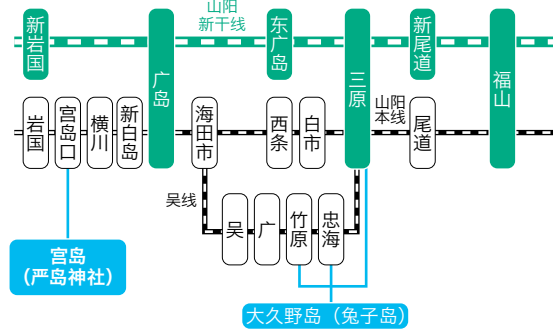 山阳
新干线
新岩国
广岛
东广岛
三原
新尾道
福山
岩国
宫岛口
横川
新白岛
海田市
西条
白市
山阳
本线
尾道
吴线
吴
广
竹原
忠海
宫岛
（严岛神社）
大久野岛（兔子岛）